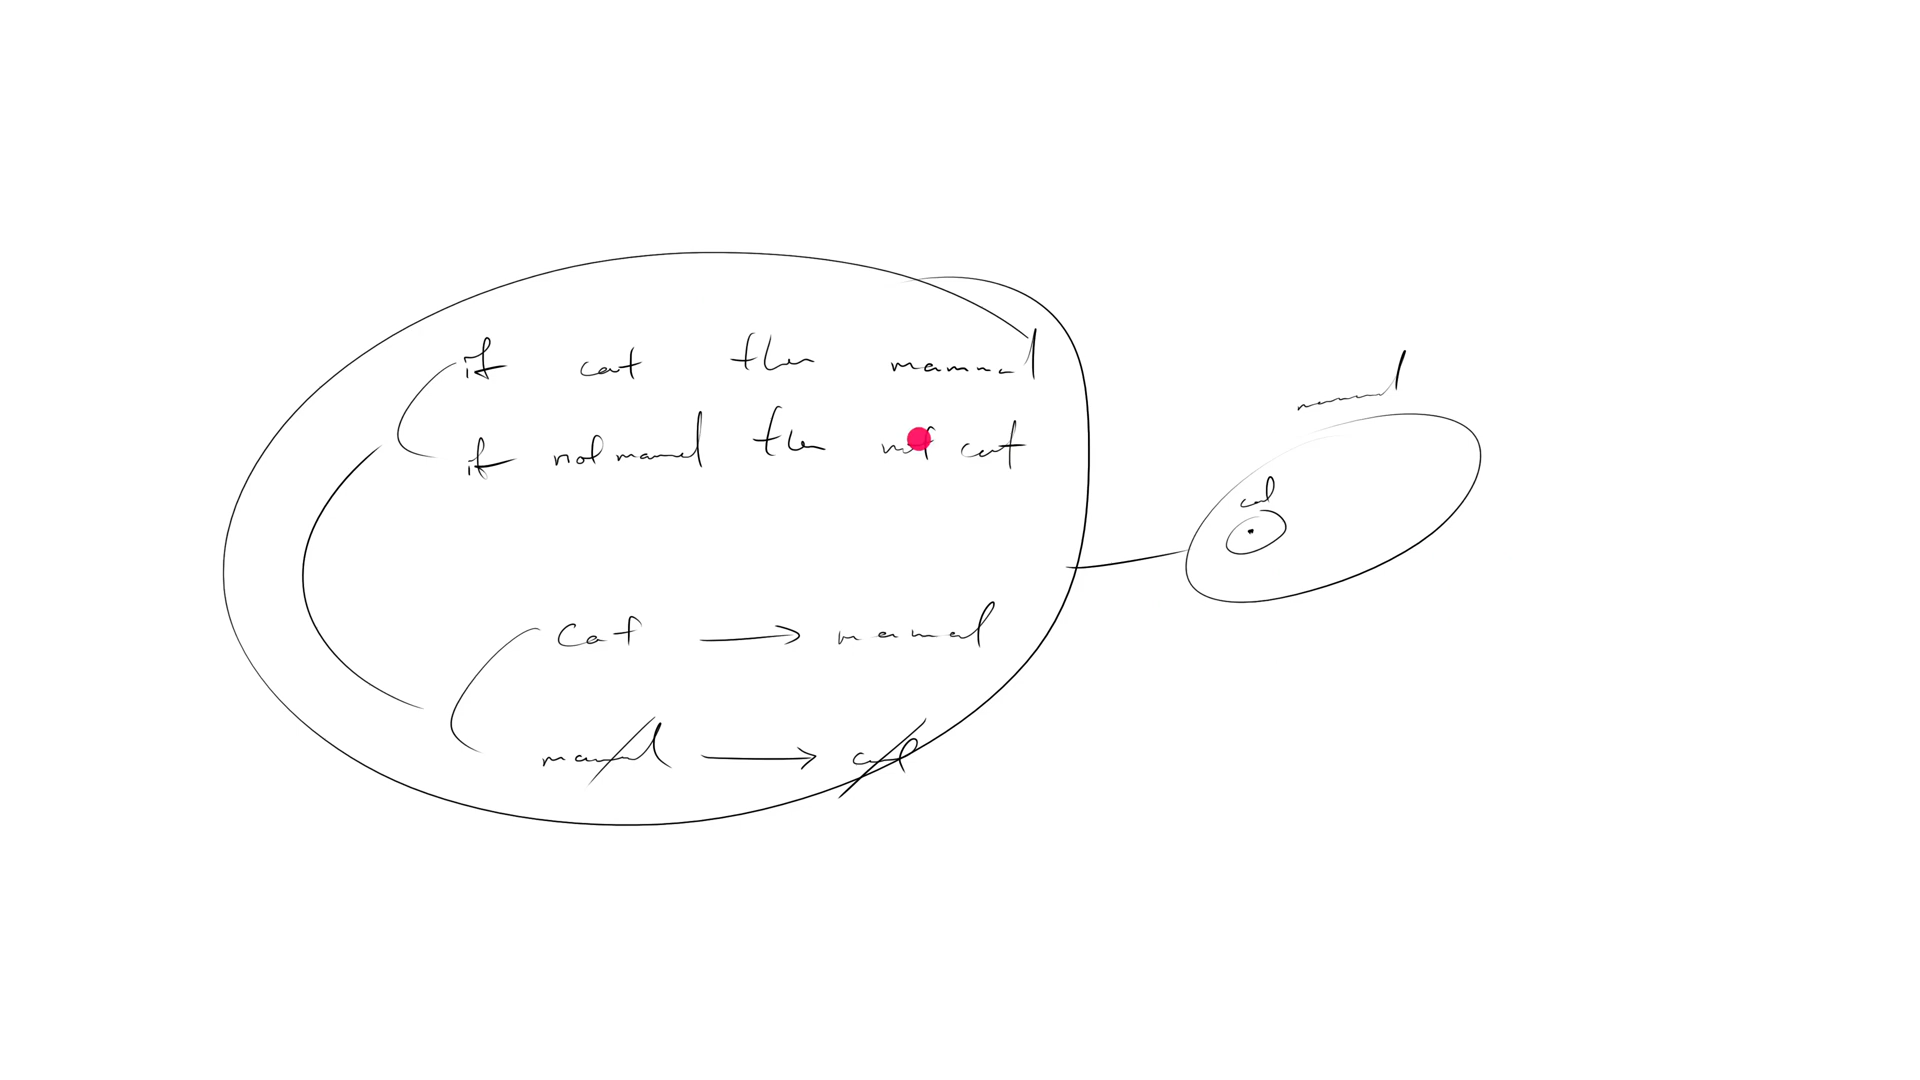 if cat then mammal
if not mammal then not cat
cat → mammal
mammal → cat
mammal
cat